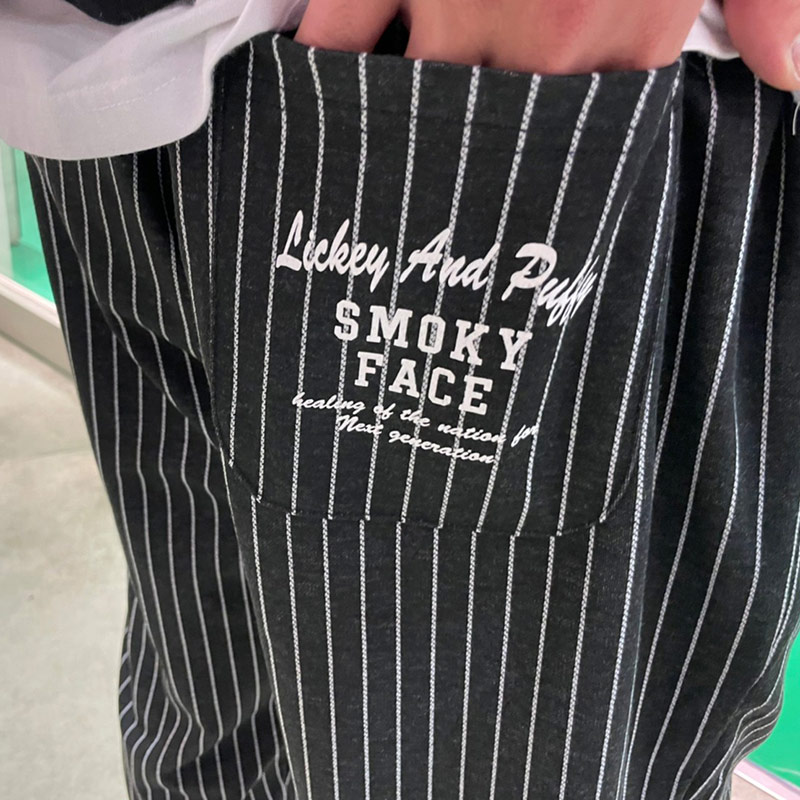 Lickey And Puffy
SMOKY
FACE
healing of the nation for
Next generation